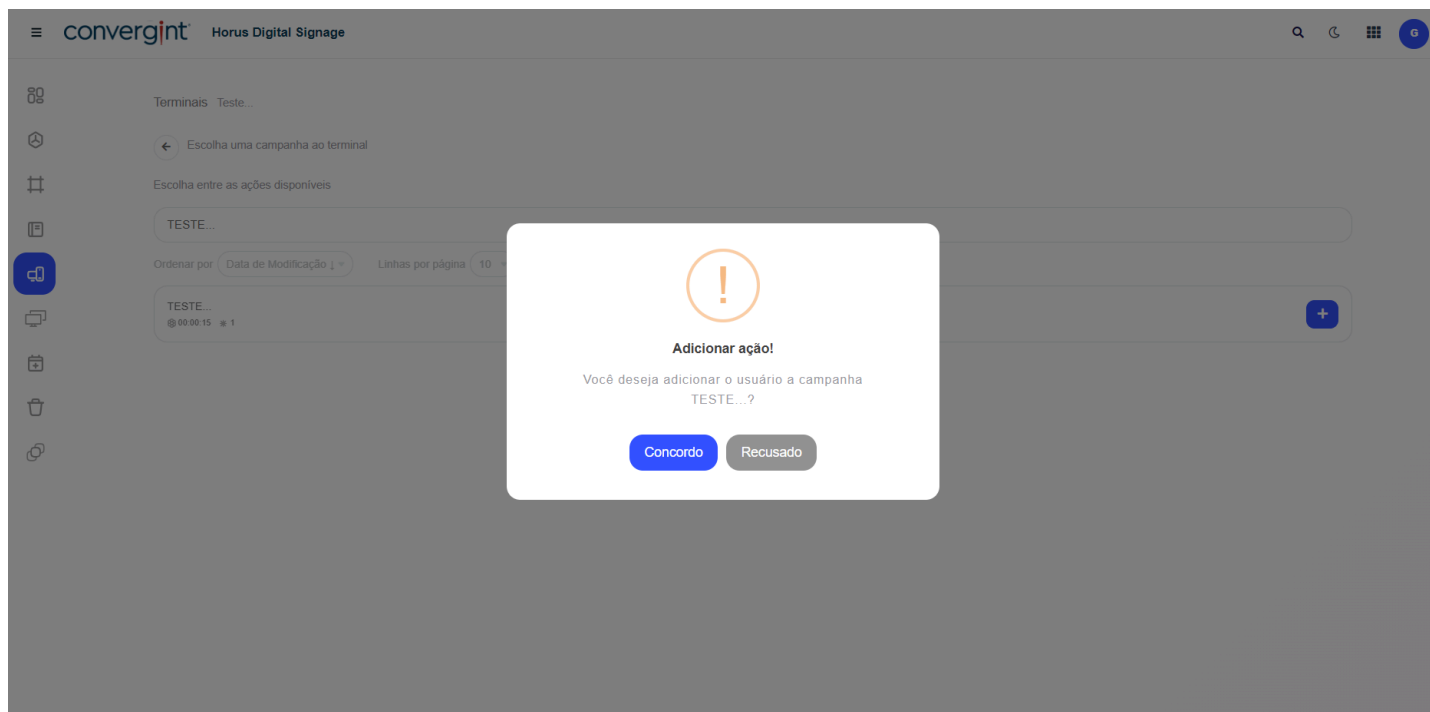 convergint Horus Digital Signage G
Terminais Teste...
Escolha uma campanha ao terminal
Escolha entre as ações disponíveis
TESTE...
Ordenar por Data de Modificação ↓ Linhas por página 10
TESTE...
00:00:15 1
+
!
Adicionar ação!
Você deseja adicionar o usuário a campanha
TESTE...?
Concordo Recusado